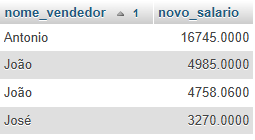 nome_vendedor 1 novo_salario
Antonio 16745.0000
João 4985.0000
João 4758.0600
José 3270.0000